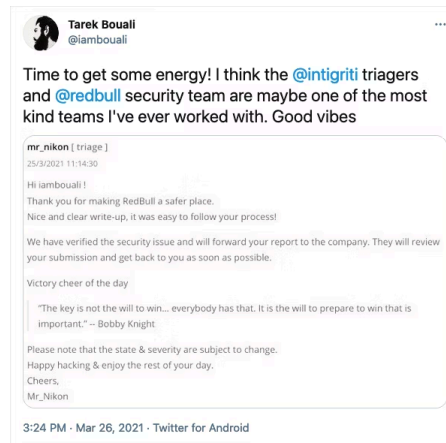 Tarek Bouali
@iambouali
Time to get some energy! I think the @intigriti triagers
and @redbull security team are maybe one of the most
kind teams I've ever worked with. Good vibes
mr_nikon [ triage ]
25/3/2021 11:14:30
Hi iambouali !
Thank you for making RedBull a safer place.
Nice and clear write-up, it was easy to follow your process!
We have verified the security issue and will forward your report to the company. They will review
your submission and get back to you as soon as possible.
Victory cheer of the day
"The key is not the will to win... everybody has that. It is the will to prepare to win that is
important." -- Bobby Knight
Please note that the state & severity are subject to change.
Happy hacking & enjoy the rest of your day.
Cheers,
Mr_Nikon
3:24 PM · Mar 26, 2021 · Twitter for Android